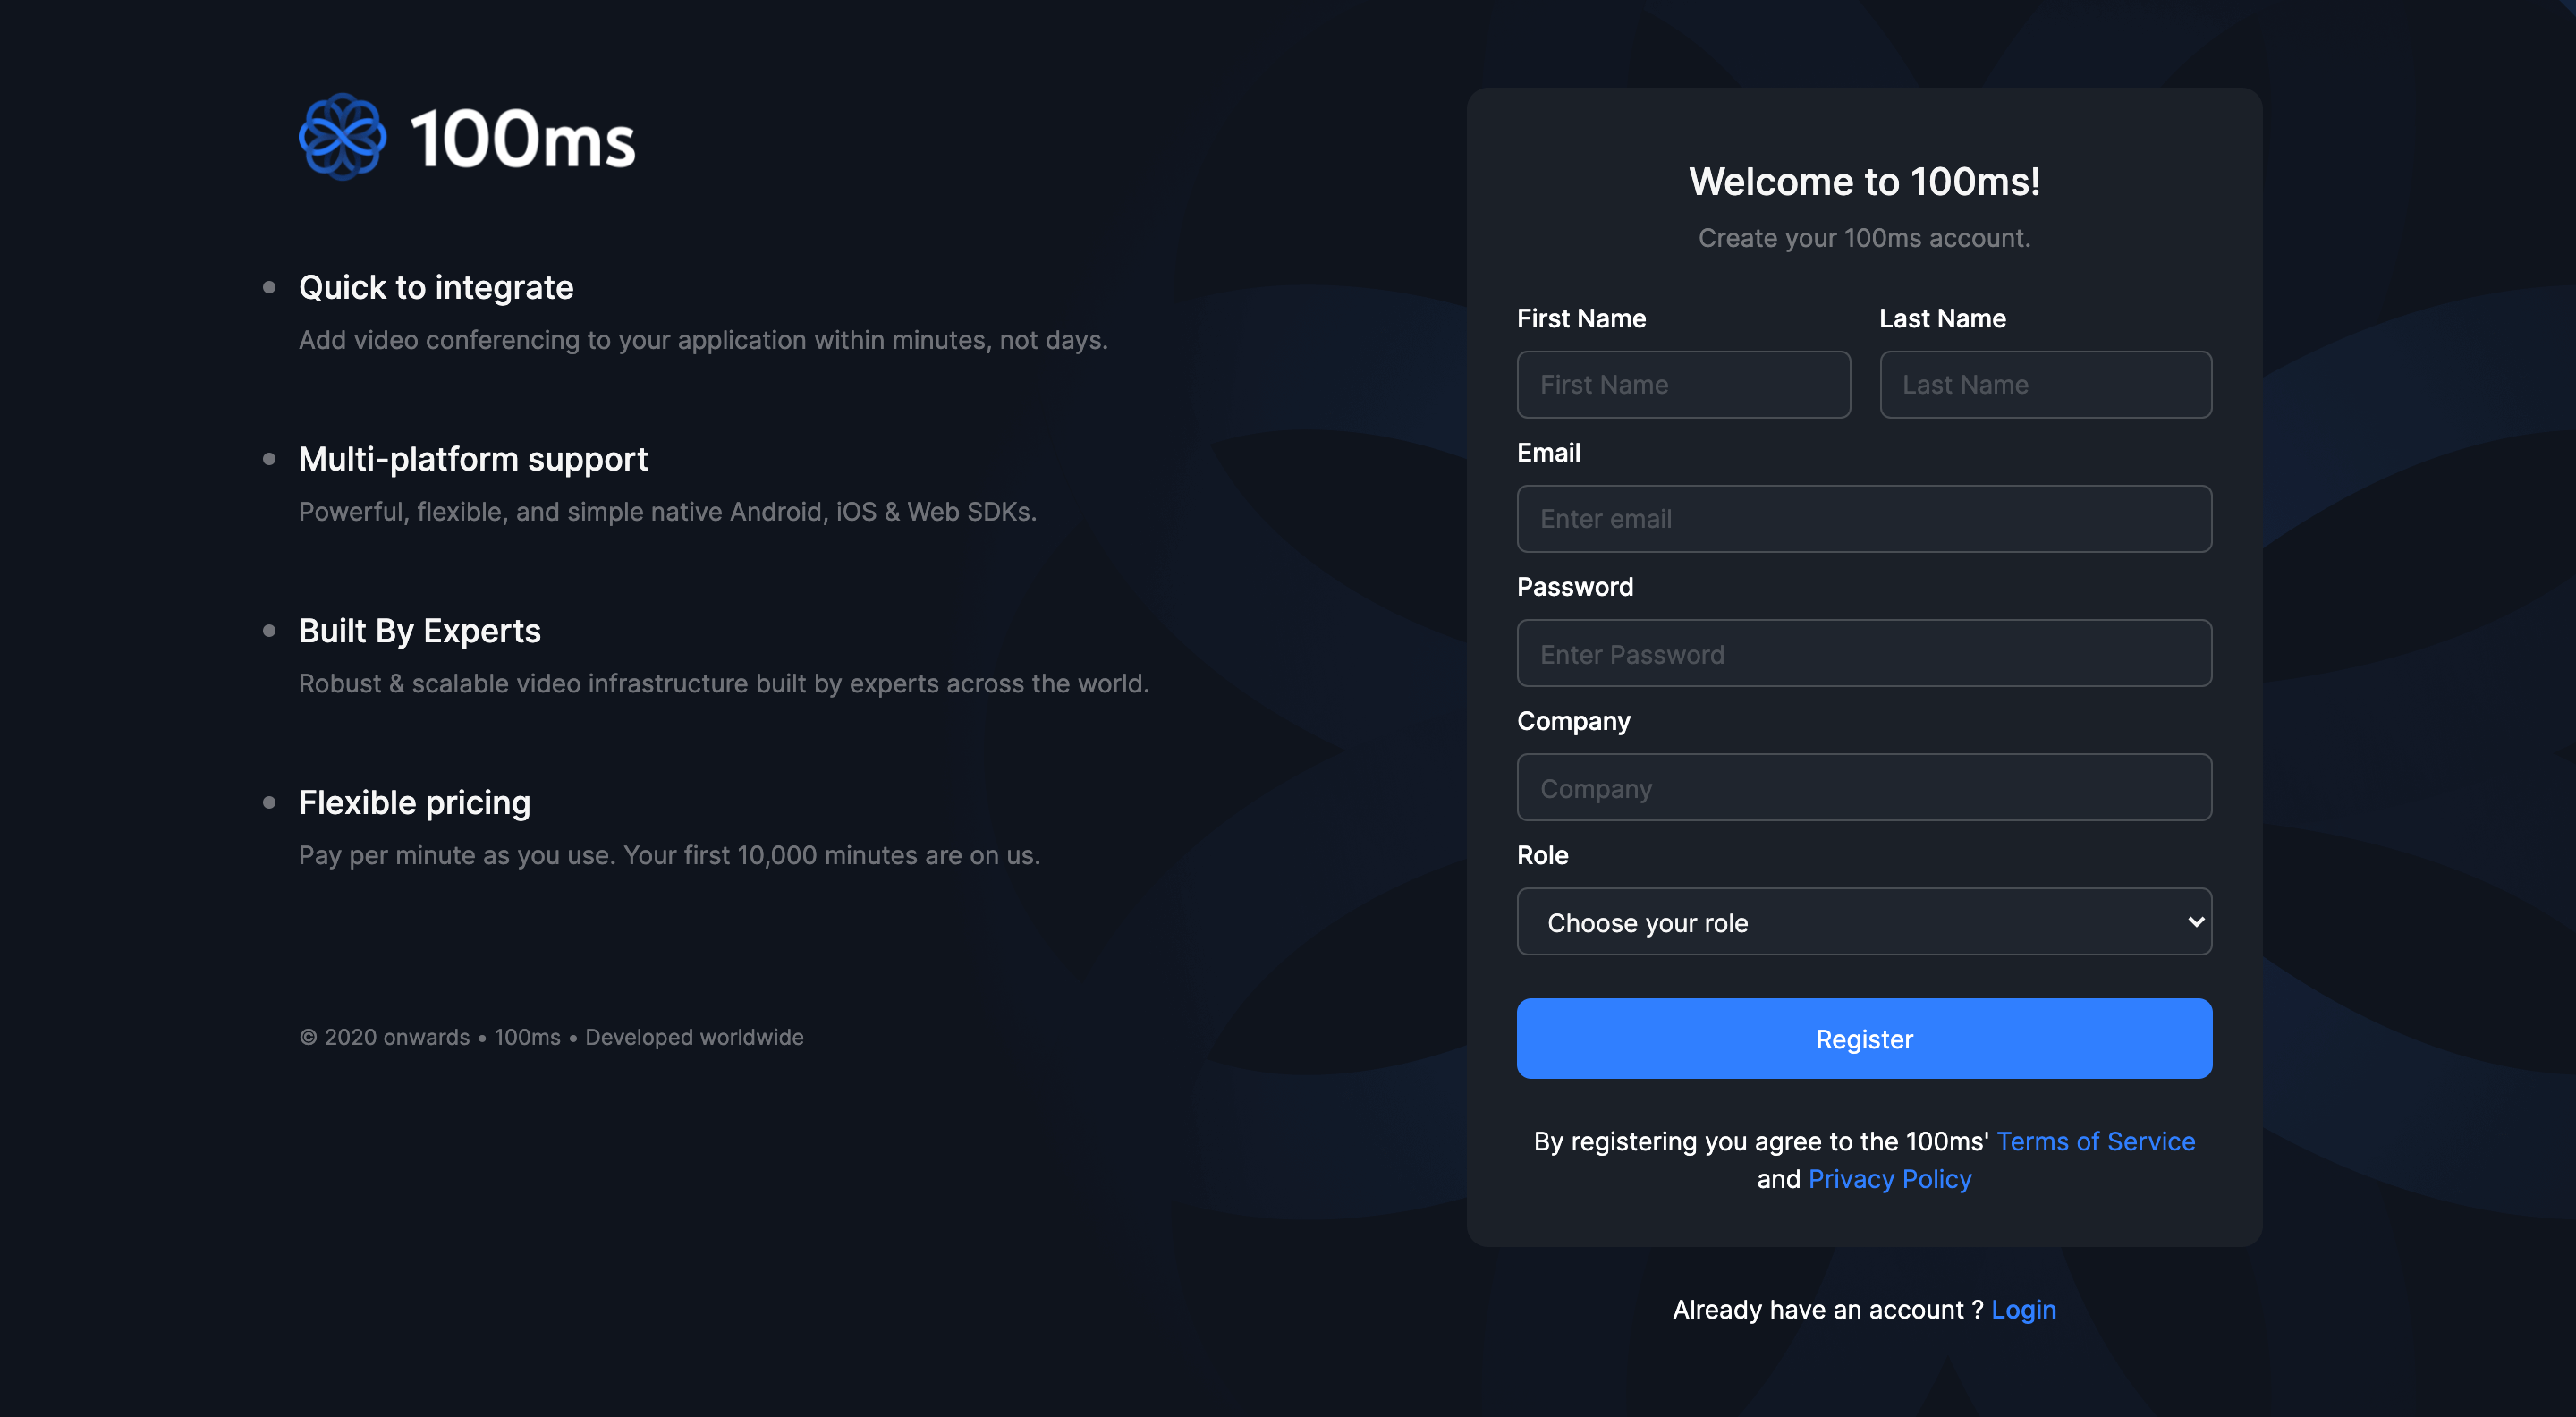 100ms
Quick to integrate
Add video conferencing to your application within minutes, not days.
Multi-platform support
Powerful, flexible, and simple native Android, iOS & Web SDKs.
Built By Experts
Robust & scalable video infrastructure built by experts across the world.
Flexible pricing
Pay per minute as you use. Your first 10,000 minutes are on us.
© 2020 onwards • 100ms • Developed worldwide
Welcome to 100ms!
Create your 100ms account.
First Name Last Name
First Name Last Name
Email
Enter email
Password
Enter Password
Company
Company
Role
Choose your role
Register
By registering you agree to the 100ms' Terms of Service
and Privacy Policy
Already have an account ? Login